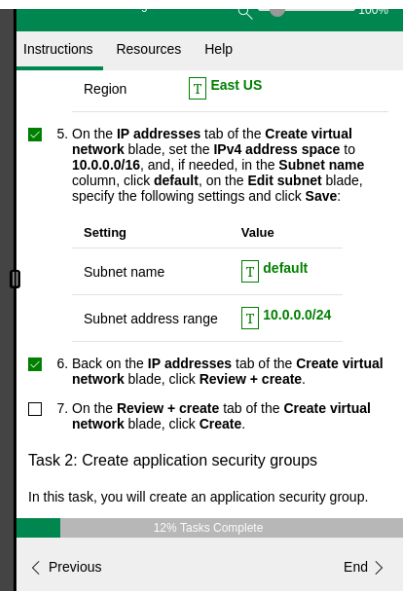 100%
Instructions Resources Help
Region T East US
5. On the IP addresses tab of the Create virtual
network blade, set the IPv4 address space to
10.0.0.0/16, and, if needed, in the Subnet name
column, click default, on the Edit subnet blade,
specify the following settings and click Save:
Setting Value
Subnet name T default
Subnet address range T 10.0.0.0/24
6. Back on the IP addresses tab of the Create virtual
network blade, click Review + create.
7. On the Review + create tab of the Create virtual
network blade, click Create.
Task 2: Create application security groups
In this task, you will create an application security group.
12% Tasks Complete
Previous End